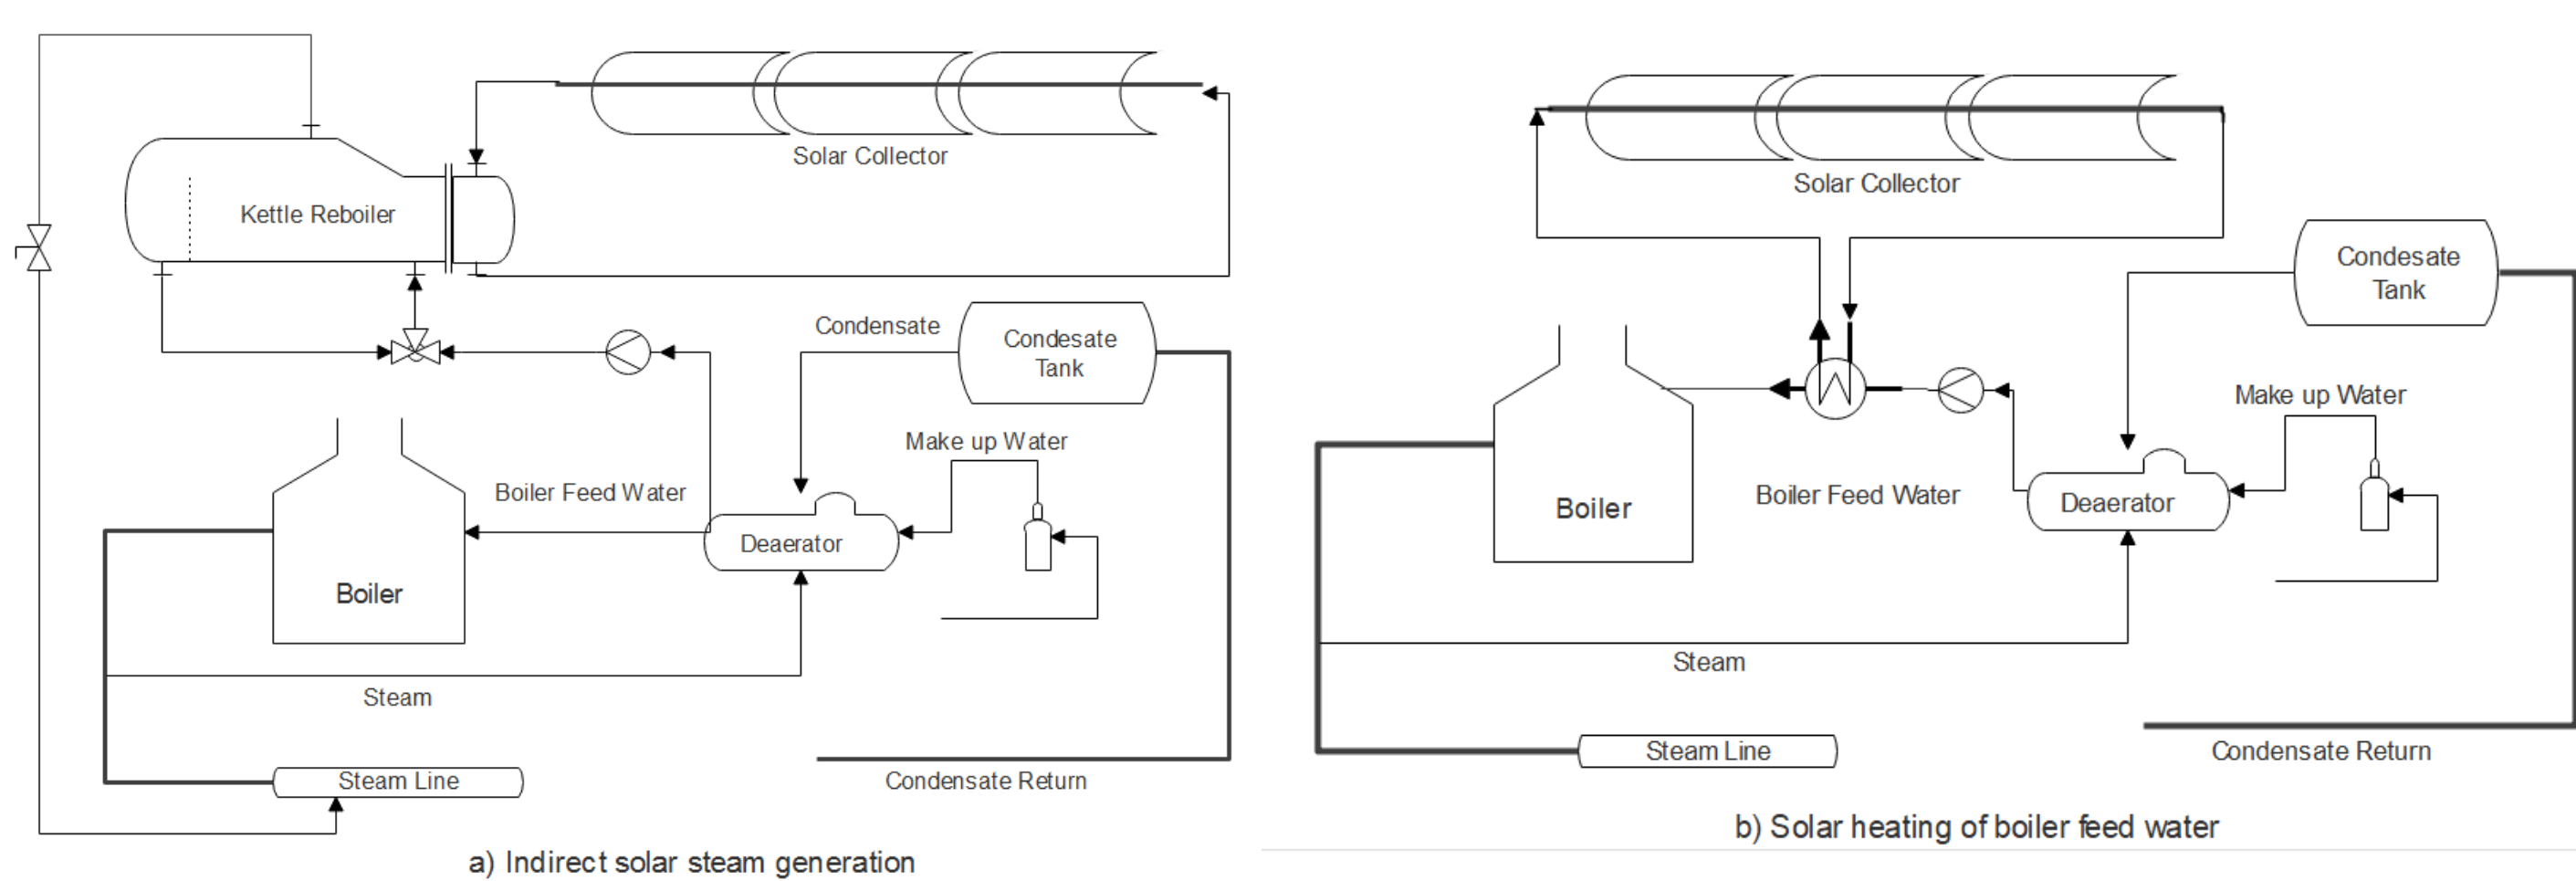 Solar Collector
Kettle Reboiler
Condensate
Condesate
Tank
Make up Water
Boiler Feed Water
Deaerator
Boiler
Steam
Steam Line
Condensate Return
a) Indirect solar steam generation
Solar Collector
Condesate
Tank
Make up Water
Boiler Feed Water
Deaerator
Boiler
Steam
Steam Line
Condensate Return
b) Solar heating of boiler feed water